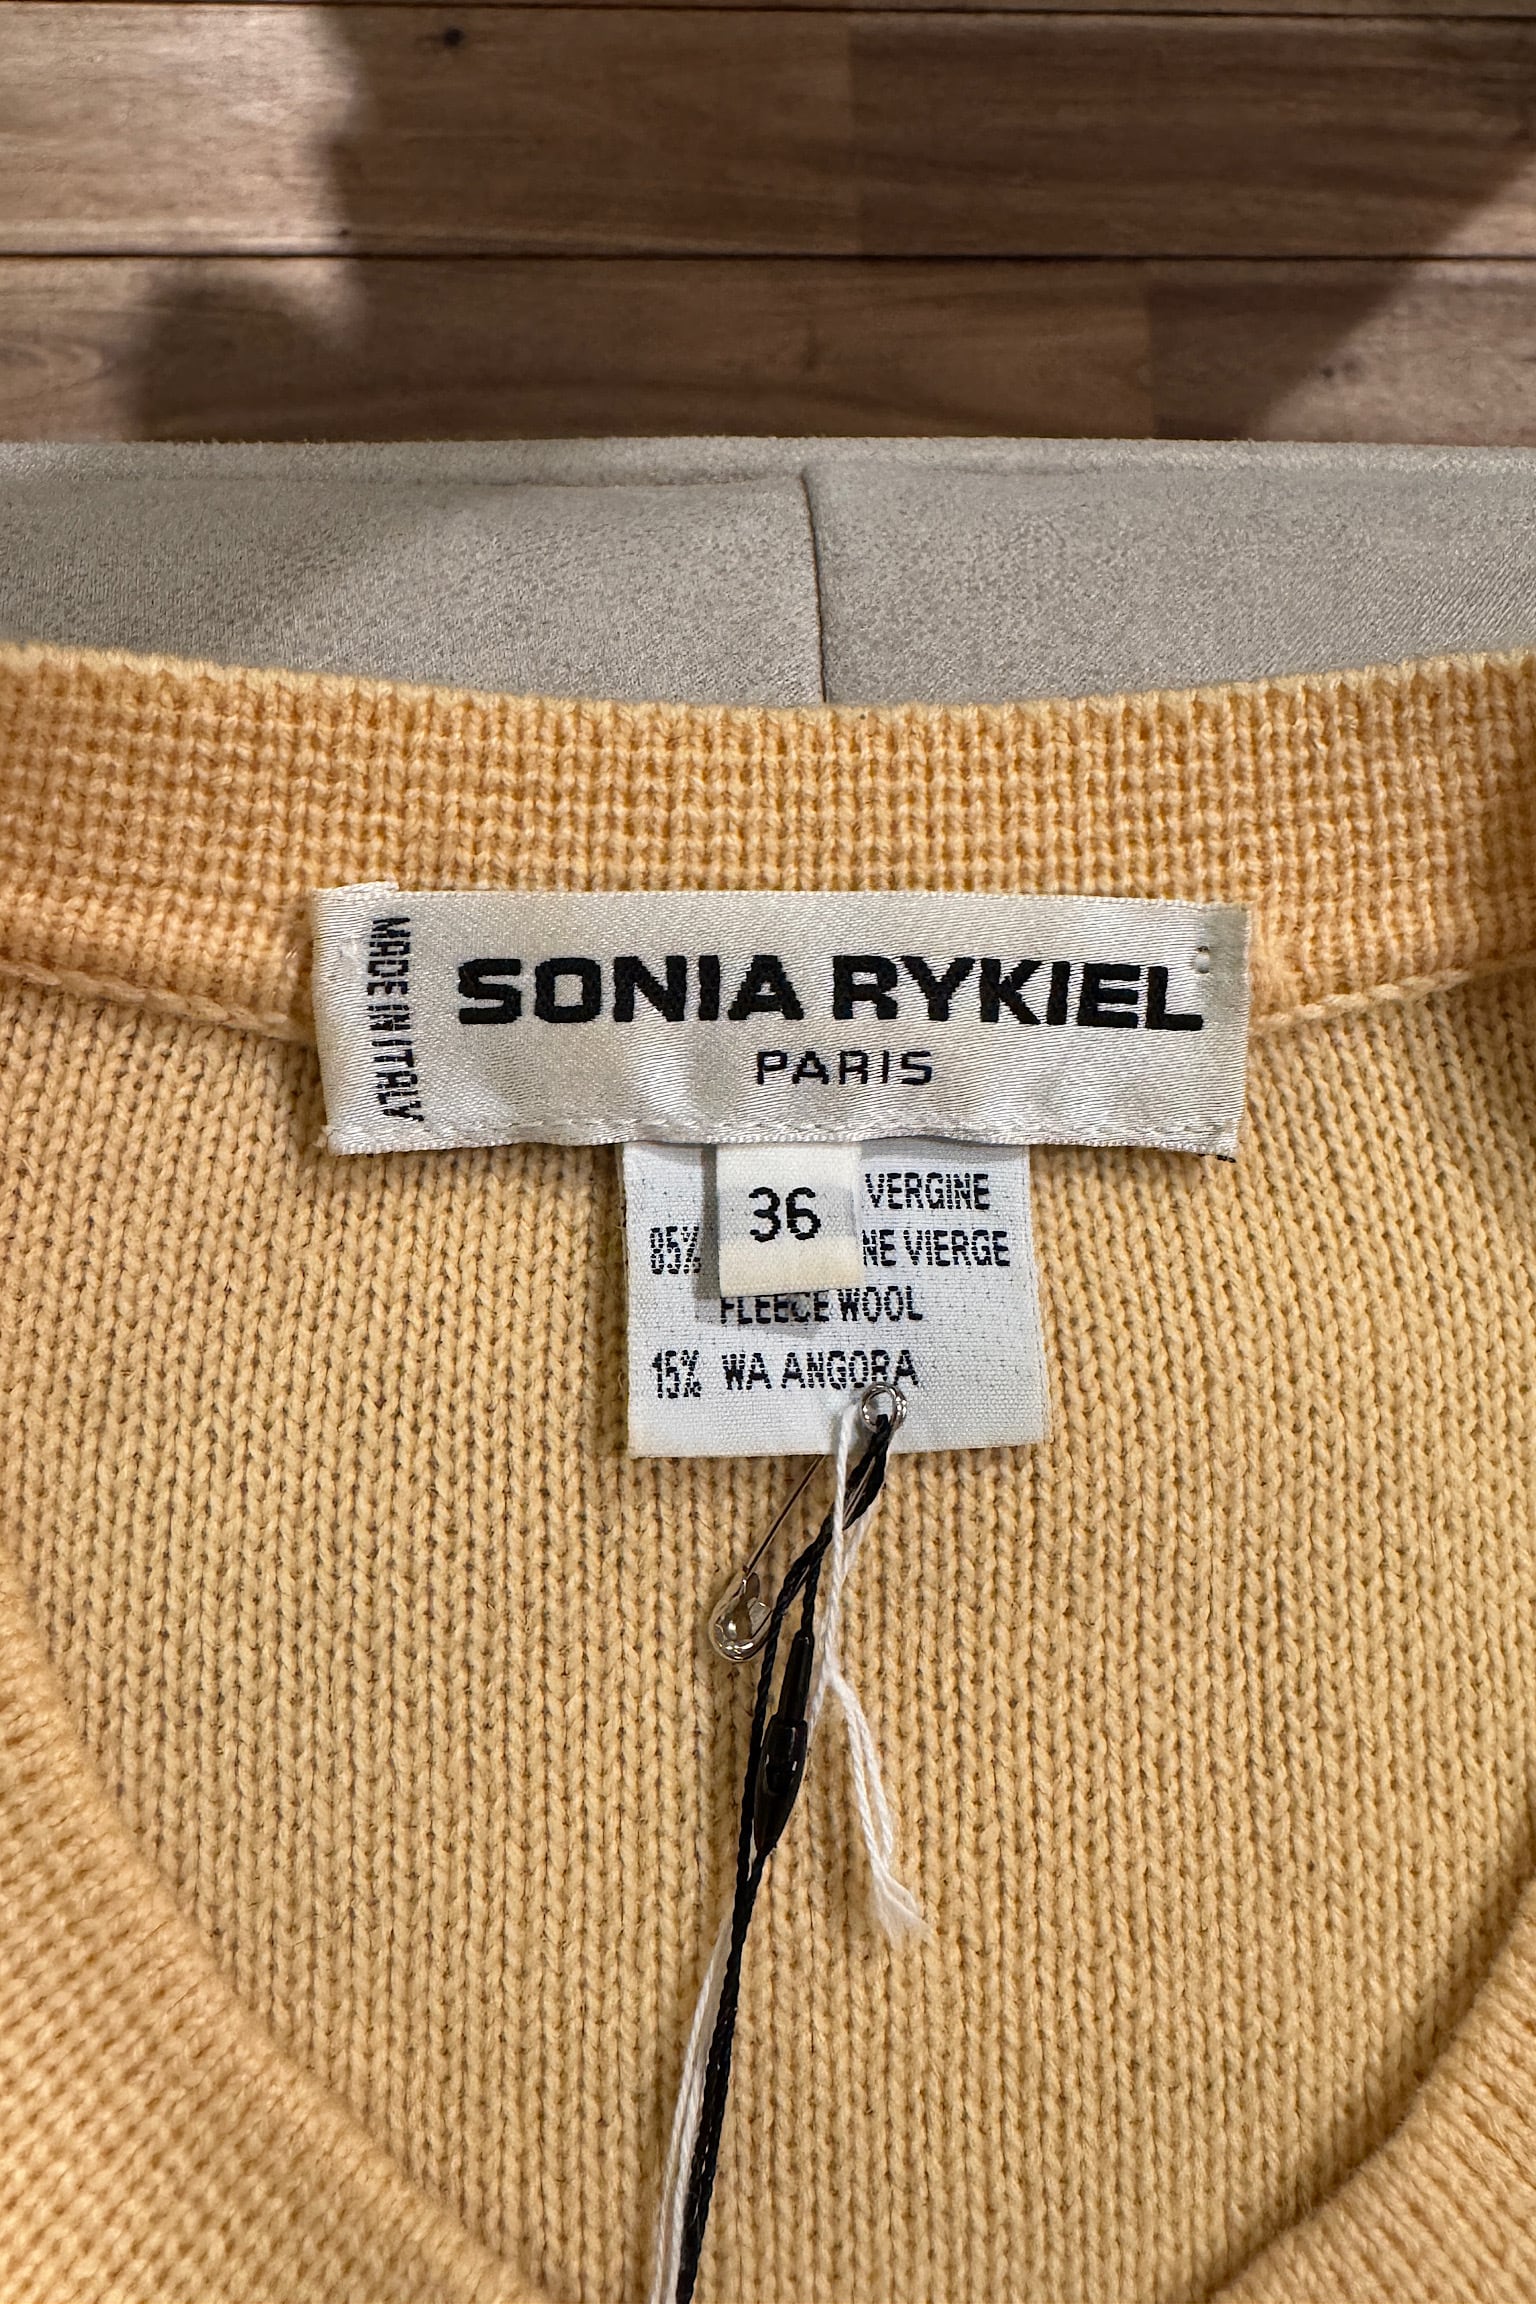 MADE IN ITALY
SONIA RYKIEL
PARIS
36
VERGINE
85% NE VIERGE
FLEECE WOOL
15% WA ANGORA